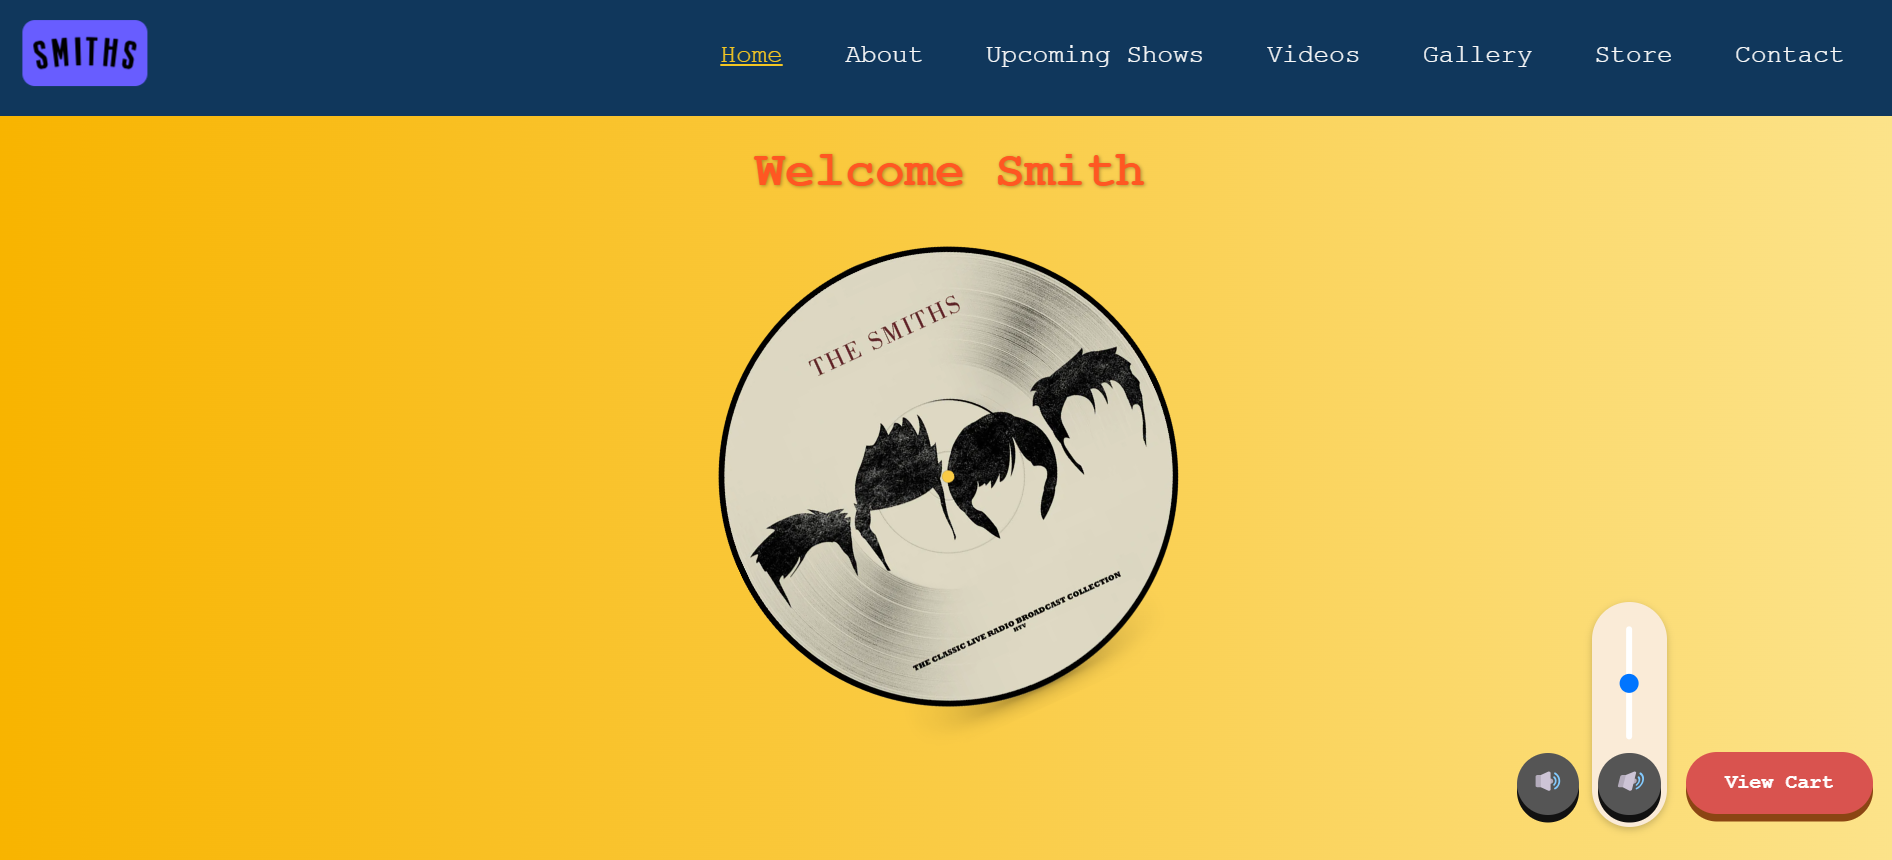 SMITHS
Home About Upcoming Shows Videos Gallery Store Contact
Welcome Smith
THE SMITHS
THE CLASSIC LIVE RADIO BROADCAST COLLECTION
View Cart